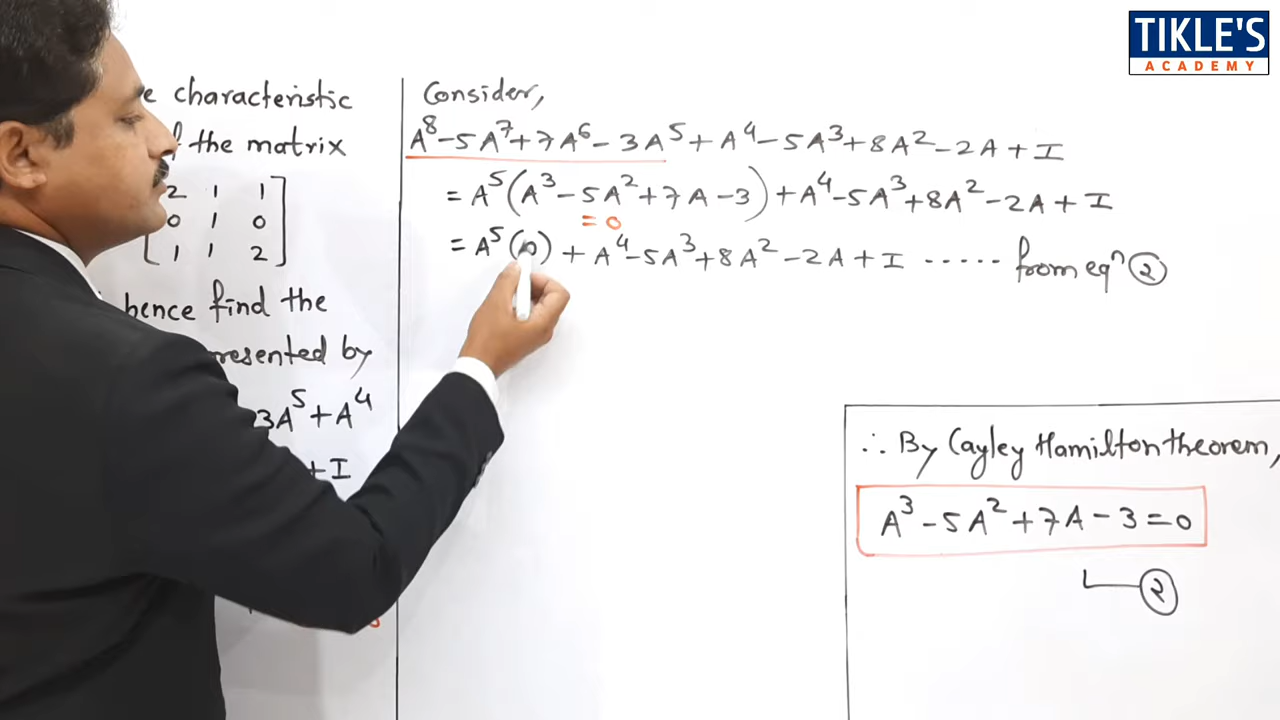 TIKLE'S
ACADEMY
characteristic
the matrix
2 1 1
0 1 0
1 1 2
hence find the
by
3A⁵ + A⁴
+ I
Consider,
A⁸ - 5A⁷ + 7A⁶ - 3A⁵ + A⁴ - 5A³ + 8A² - 2A + I
= A⁵(A³ - 5A² + 7A - 3) + A⁴ - 5A³ + 8A² - 2A + I
= 0
= A⁵(0) + A⁴ - 5A³ + 8A² - 2A + I ..... from eqⁿ ②
∴ By Cayley Hamilton theorem,
A³ - 5A² + 7A - 3 = 0
②